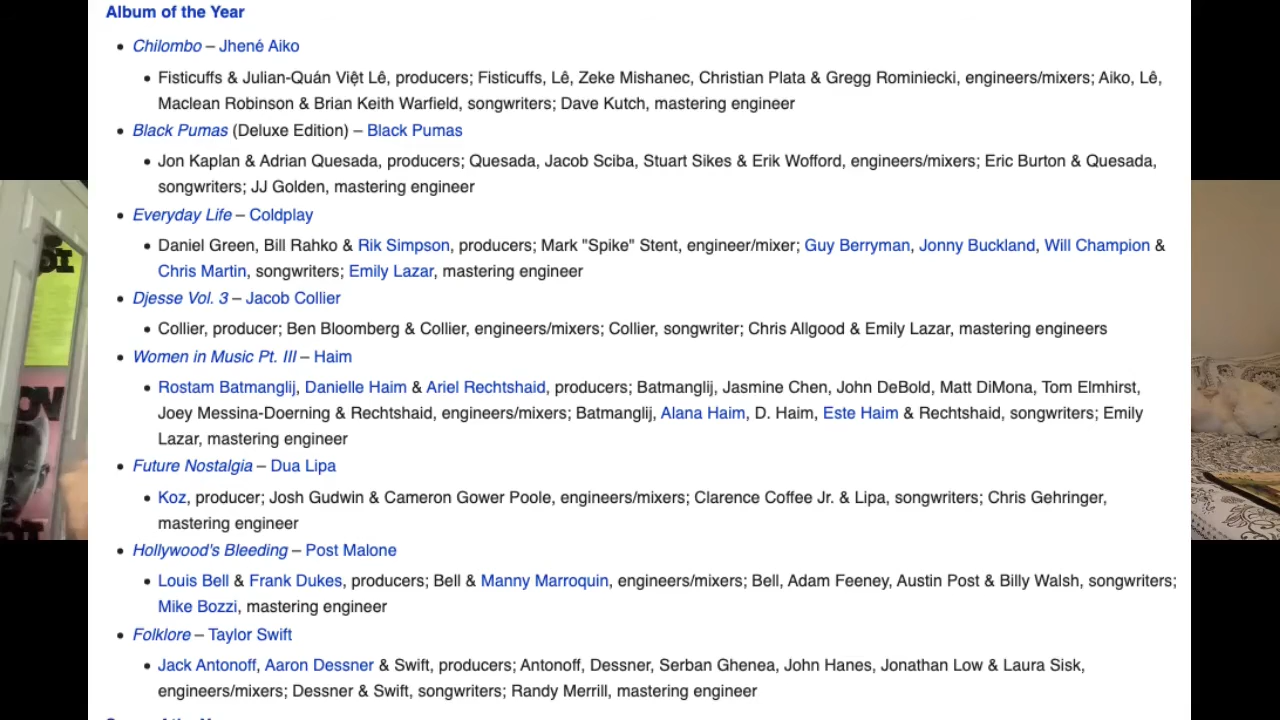 Album of the Year
Chilombo – Jhené Aiko
Fisticuffs & Julian-Quán Việt Lê, producers; Fisticuffs, Lê, Zeke Mishanec, Christian Plata & Gregg Rominiecki, engineers/mixers; Aiko, Lê,
Maclean Robinson & Brian Keith Warfield, songwriters; Dave Kutch, mastering engineer
Black Pumas (Deluxe Edition) – Black Pumas
Jon Kaplan & Adrian Quesada, producers; Quesada, Jacob Sciba, Stuart Sikes & Erik Wofford, engineers/mixers; Eric Burton & Quesada,
songwriters; JJ Golden, mastering engineer
Everyday Life – Coldplay
Daniel Green, Bill Rahko & Rik Simpson, producers; Mark "Spike" Stent, engineer/mixer; Guy Berryman, Jonny Buckland, Will Champion &
Chris Martin, songwriters; Emily Lazar, mastering engineer
Djesse Vol. 3 – Jacob Collier
Collier, producer; Ben Bloomberg & Collier, engineers/mixers; Collier, songwriter; Chris Allgood & Emily Lazar, mastering engineers
Women in Music Pt. III – Haim
Rostam Batmanglij, Danielle Haim & Ariel Rechtshaid, producers; Batmanglij, Jasmine Chen, John DeBold, Matt DiMona, Tom Elmhirst,
Joey Messina-Doerning & Rechtshaid, engineers/mixers; Batmanglij, Alana Haim, D. Haim, Este Haim & Rechtshaid, songwriters; Emily
Lazar, mastering engineer
Future Nostalgia – Dua Lipa
Koz, producer; Josh Gudwin & Cameron Gower Poole, engineers/mixers; Clarence Coffee Jr. & Lipa, songwriters; Chris Gehringer,
mastering engineer
Hollywood's Bleeding – Post Malone
Louis Bell & Frank Dukes, producers; Bell & Manny Marroquin, engineers/mixers; Bell, Adam Feeney, Austin Post & Billy Walsh, songwriters;
Mike Bozzi, mastering engineer
Folklore – Taylor Swift
Jack Antonoff, Aaron Dessner & Swift, producers; Antonoff, Dessner, Serban Ghenea, John Hanes, Jonathan Low & Laura Sisk,
engineers/mixers; Dessner & Swift, songwriters; Randy Merrill, mastering engineer